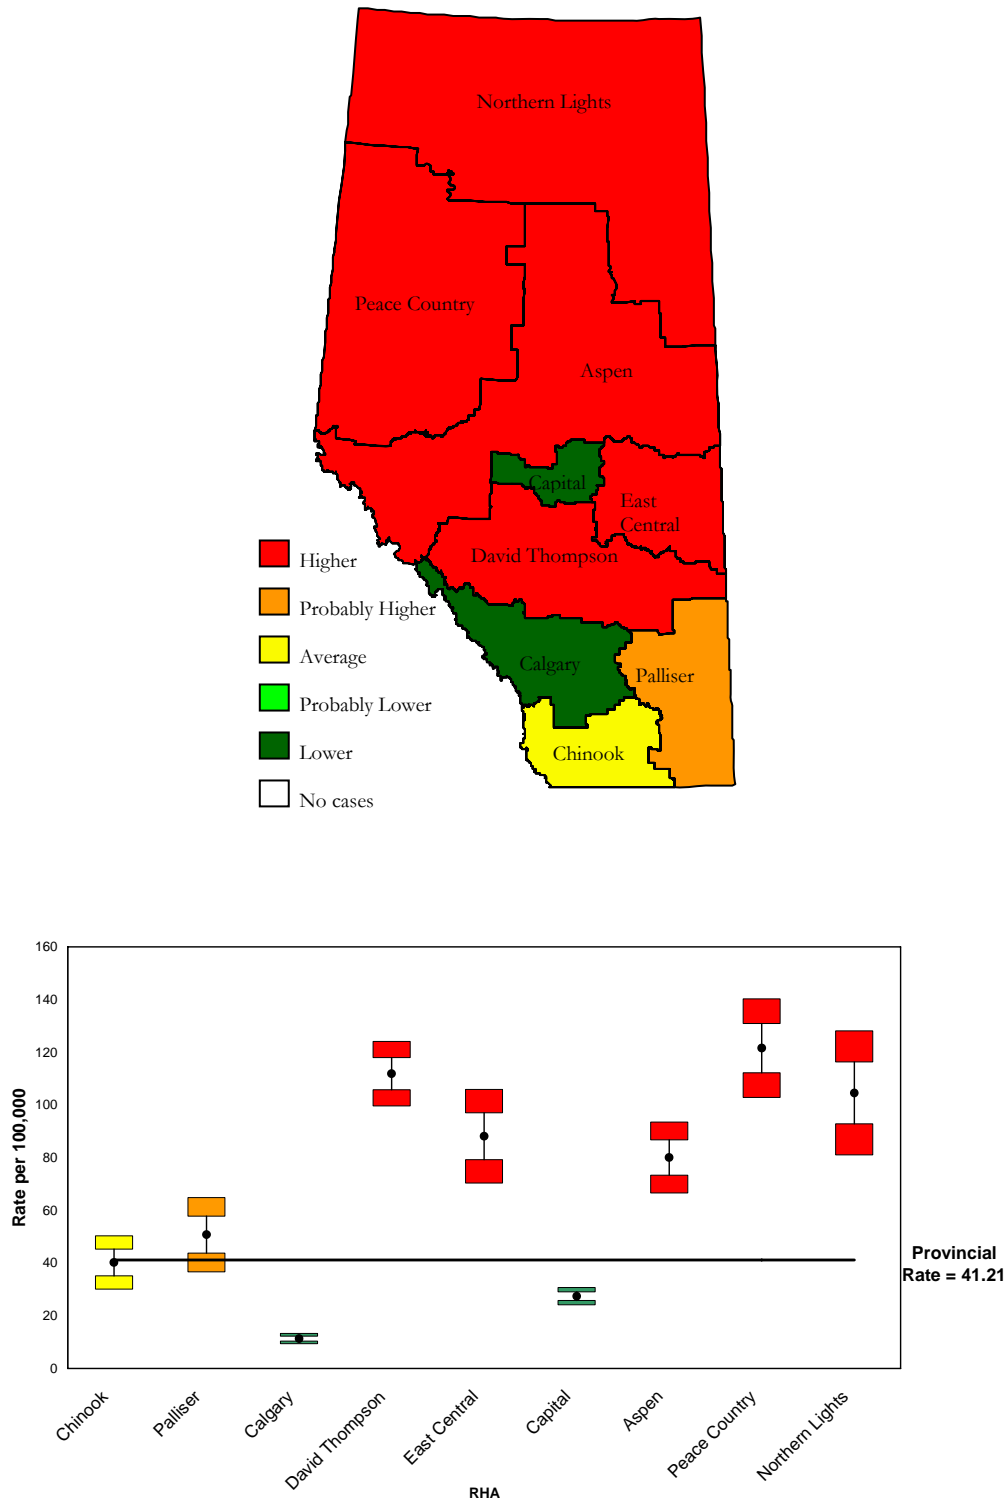 Northern Lights
Peace Country
Aspen
Capital
East
Central
David Thompson
Higher
Probably Higher
Average
Probably Lower
Lower
No cases
Calgary
Palliser
Chinook
160
140
120
100
80
60
40
20
0
Rate per 100,000
Provincial
Rate = 41.21
Chinook
Palliser
Calgary
David Thompson
East Central
Capital
Aspen
Peace Country
Northern Lights
RHA